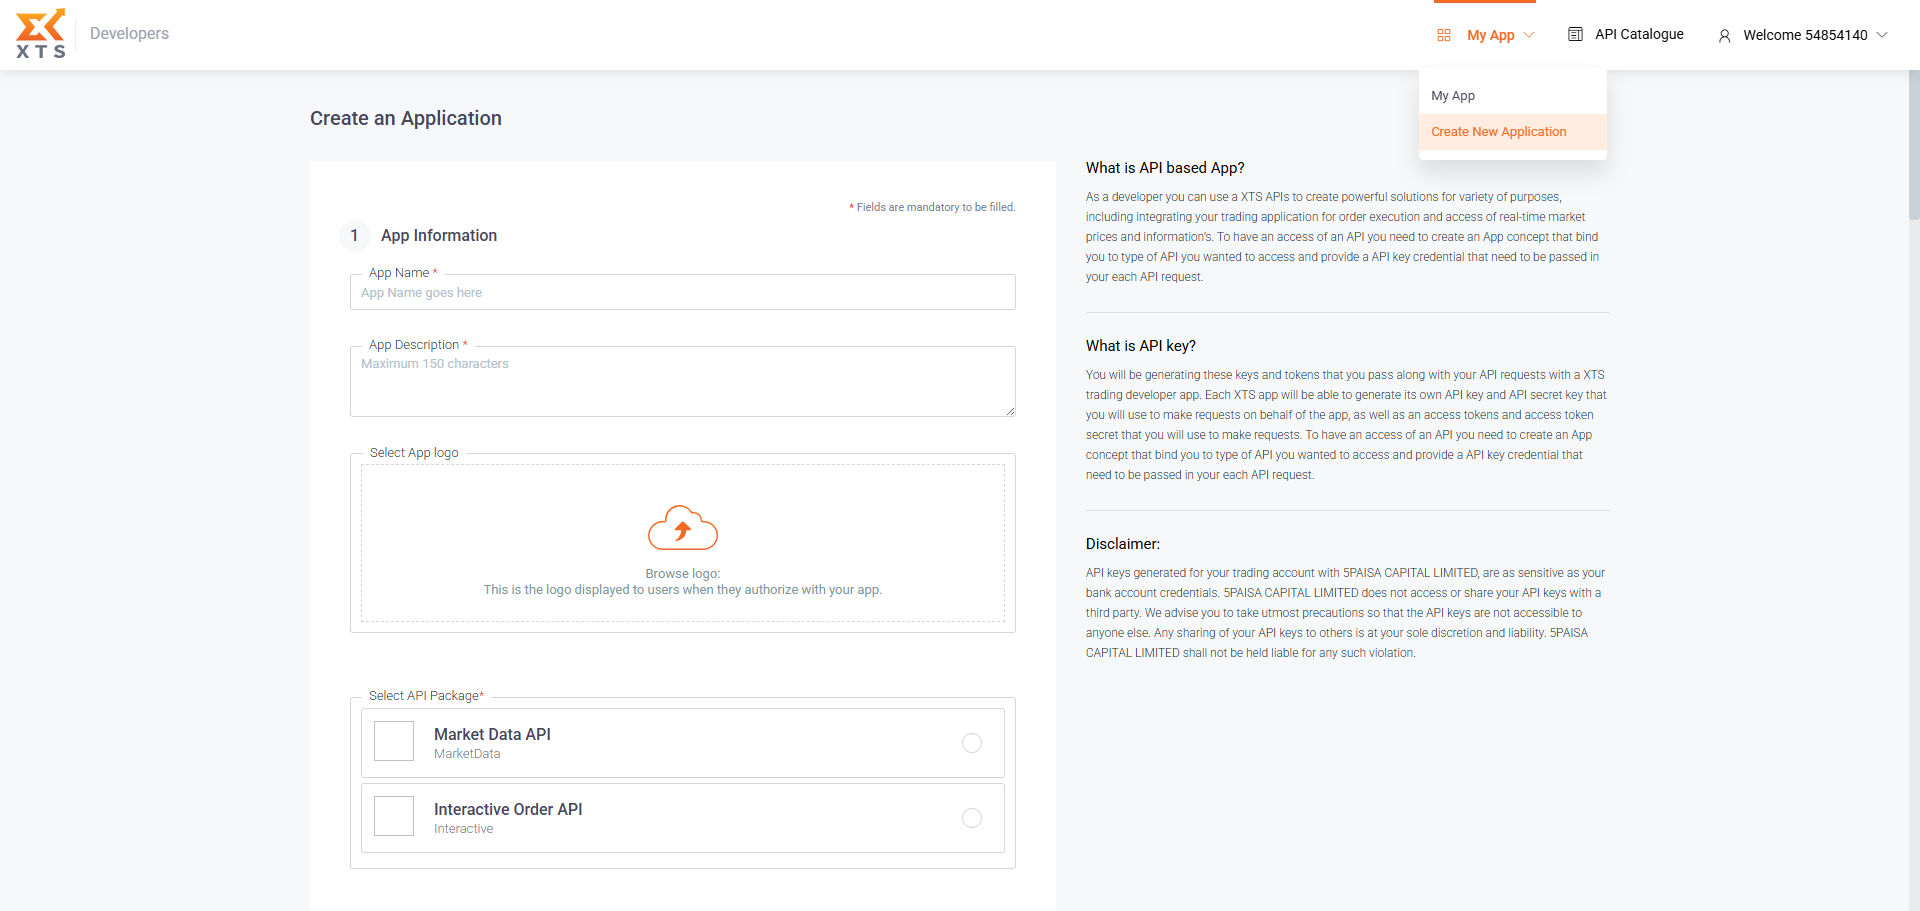 XTS
Developers
My App
API Catalogue
Welcome 54854140
My App
Create New Application
Create an Application
* Fields are mandatory to be filled.
1 App Information
App Name *
App Name goes here
App Description *
Maximum 150 characters
Select App logo
Browse logo:
This is the logo displayed to users when they authorize with your app.
Select API Package*
Market Data API
MarketData
Interactive Order API
Interactive
What is API based App?
As a developer you can use a XTS APIs to create powerful solutions for variety of purposes,
including integrating your trading application for order execution and access of real-time market
prices and information's. To have an access of an API you need to create an App concept that bind
you to type of API you wanted to access and provide a API key credential that need to be passed in
your each API request.
What is API key?
You will be generating these keys and tokens that you pass along with your API requests with a XTS
trading developer app. Each XTS app will be able to generate its own API key and API secret key that
you will use to make requests on behalf of the app, as well as an access tokens and access token
secret that you will use to make requests. To have an access of an API you need to create an App
concept that bind you to type of API you wanted to access and provide a API key credential that
need to be passed in your each API request.
Disclaimer:
API keys generated for your trading account with 5PAISA CAPITAL LIMITED, are as sensitive as your
bank account credentials. 5PAISA CAPITAL LIMITED does not access or share your API keys with a
third party. We advise you to take utmost precautions so that the API keys are not accessible to
anyone else. Any sharing of your API keys to others is at your sole discretion and liability. 5PAISA
CAPITAL LIMITED shall not be held liable for any such violation.